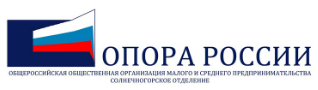 ОПОРА РОССИИ
ОБЩЕРОССИЙСКАЯ ОБЩЕСТВЕННАЯ ОРГАНИЗАЦИЯ МАЛОГО И СРЕДНЕГО ПРЕДПРИНИМАТЕЛЬСТВА
СОЛНЕЧНОГОРСКОЕ ОТДЕЛЕНИЕ